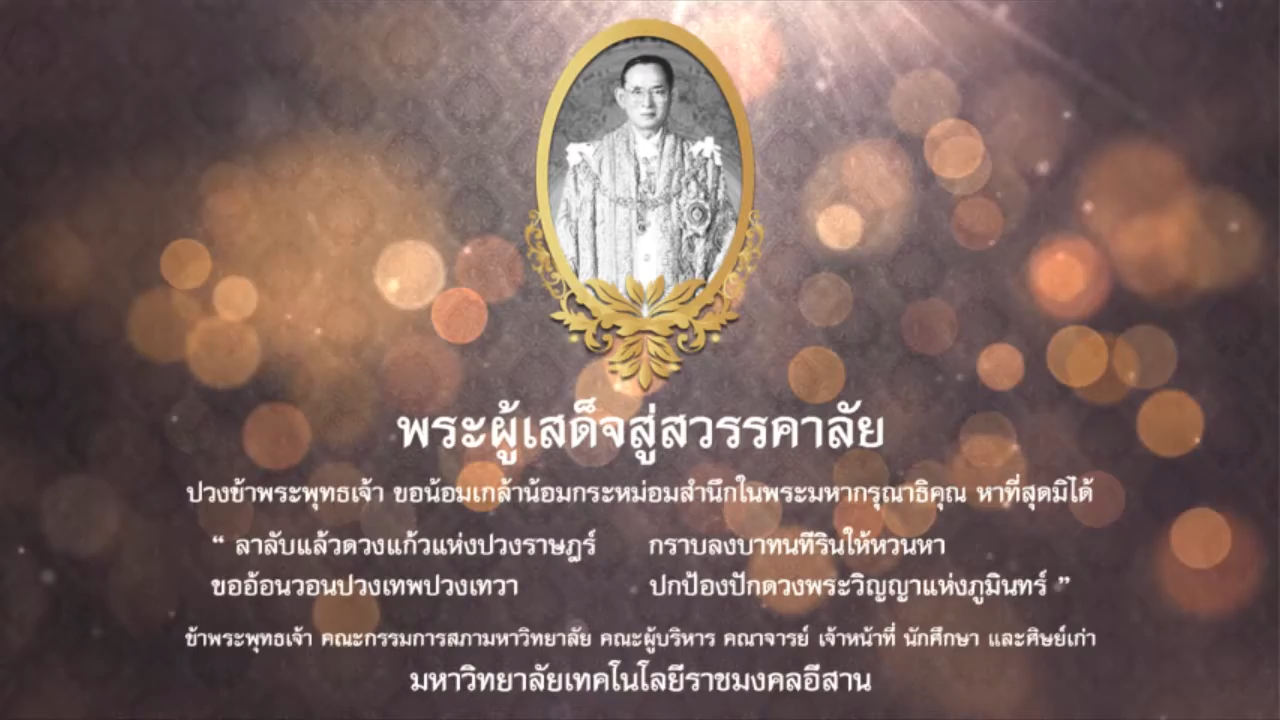 พระผู้เสด็จสู่สวรรคาลัย
ปวงข้าพระพุทธเจ้า ขอน้อมเกล้าน้อมกระหม่อมสำนึกในพระมหากรุณาธิคุณ หาที่สุดมิได้
“ ลาลับแล้วดวงแก้วแห่งปวงราษฎร์ กราบลงบาทนทีรินให้หวนหา
ขออ้อนวอนปวงเทพปวงเทวา ปกป้องปักดวงพระวิญญาแห่งภูมินทร์ ”
ข้าพระพุทธเจ้า คณะกรรมการสภามหาวิทยาลัย คณะผู้บริหาร คณาจารย์ เจ้าหน้าที่ นักศึกษา และศิษย์เก่า
มหาวิทยาลัยเทคโนโลยีราชมงคลอีสาน